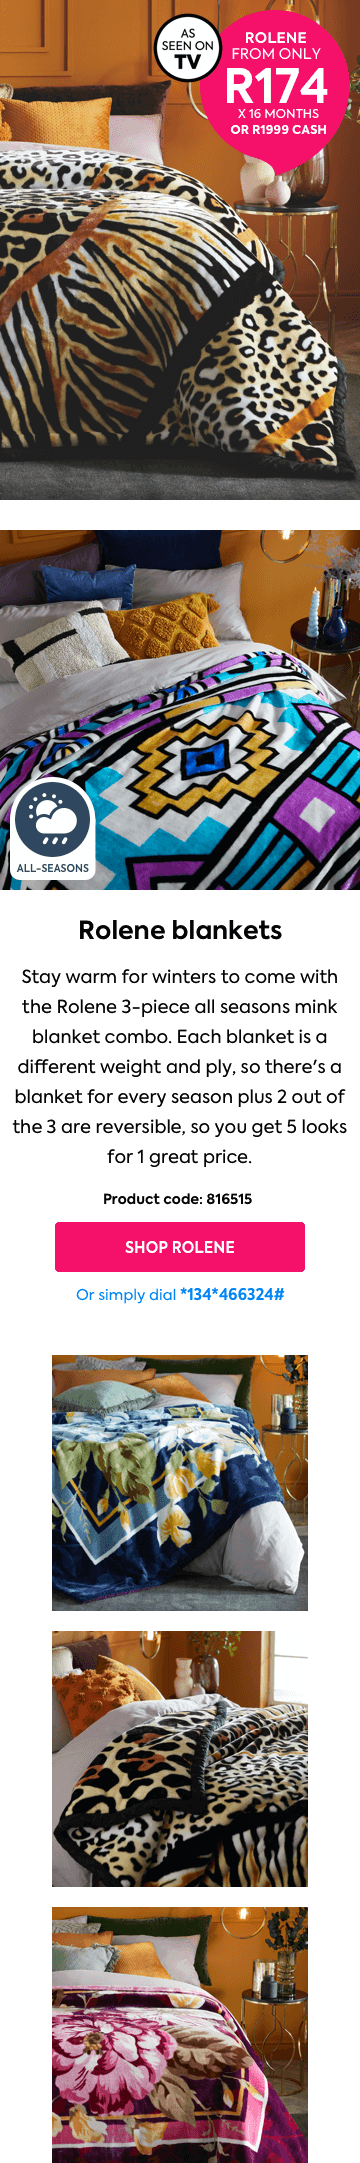 AS
SEEN ON
TV
ROLENE
FROM ONLY
R174
X 16 MONTHS
OR R1999 CASH
ALL-SEASONS
Rolene blankets
Stay warm for winters to come with
the Rolene 3-piece all seasons mink
blanket combo. Each blanket is a
different weight and ply, so there's a
blanket for every season plus 2 out of
the 3 are reversible, so you get 5 looks
for 1 great price.
Product code: 816515
SHOP ROLENE
Or simply dial *134*466324#